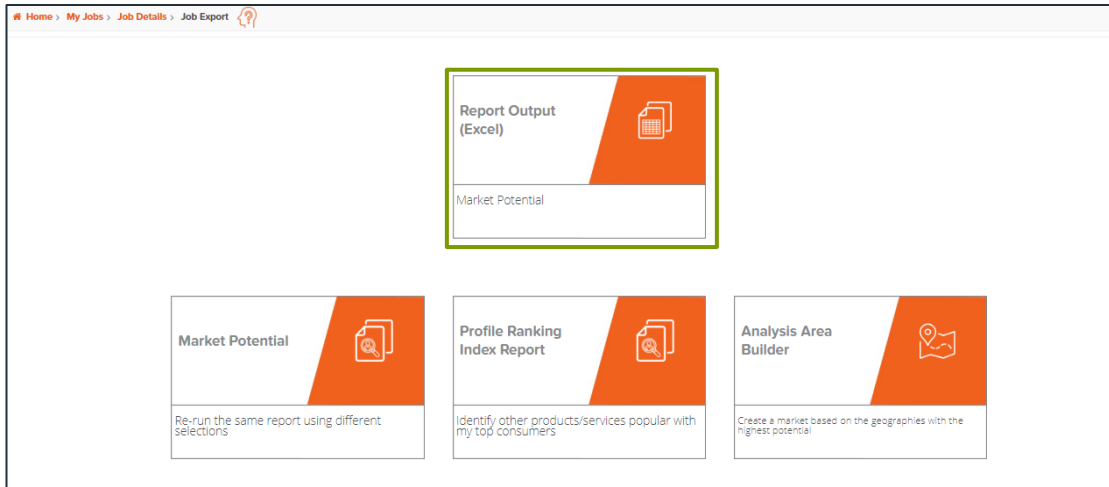 Home > My Jobs > Job Details > Job Export
Report Output
(Excel)
Market Potential
Market Potential
Re-run the same report using different
selections
Profile Ranking
Index Report
Identify other products/services popular with
my top consumers
Analysis Area
Builder
Create a market based on the geographies with the
highest potential